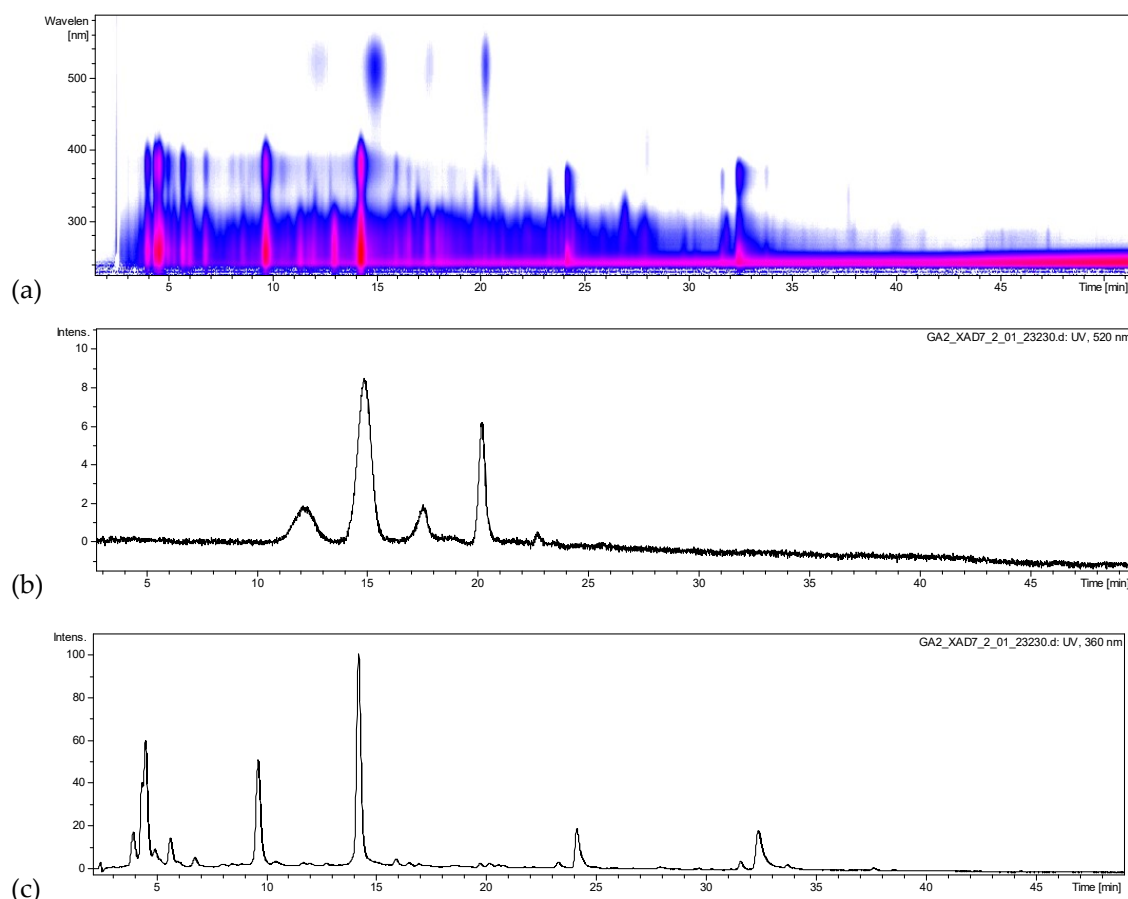 Wavelen
[nm]
500
400
300
5 10 15 20 25 30 35 40 45 Time [min]
(a)
Intens. GA2_XAD7_2_01_23230.d: UV, 520 nm
10
8
6
4
2
0
5 10 15 20 25 30 35 40 45 Time [min]
(b)
Intens. GA2_XAD7_2_01_23230.d: UV, 360 nm
100
80
60
40
20
0
5 10 15 20 25 30 35 40 45 Time [min]
(c)